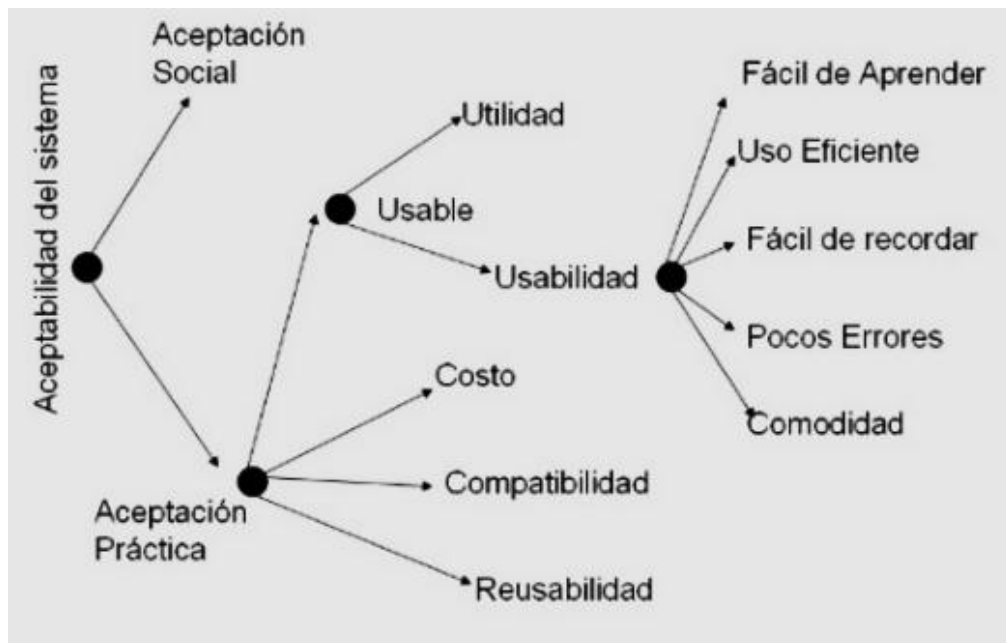 Aceptabilidad del sistema
Aceptación
Social
Utilidad
Usable
Usabilidad
Fácil de Aprender
Uso Eficiente
Fácil de recordar
Pocos Errores
Comodidad
Costo
Compatibilidad
Reusabilidad
Aceptación
Práctica